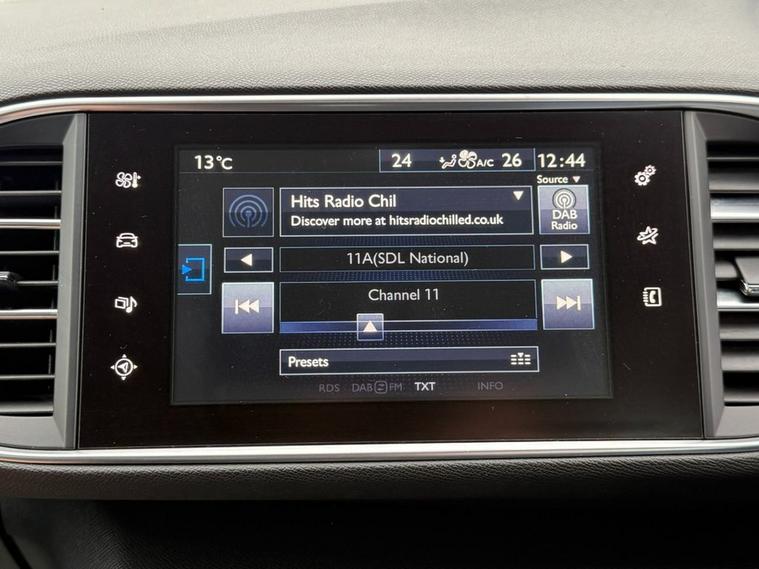 13°C 24 A/C 26 12:44
Source
Hits Radio Chil
Discover more at hitsradiochilled.co.uk
DAB
Radio
11A(SDL National)
Channel 11
Presets
RDS DAB FM TXT INFO